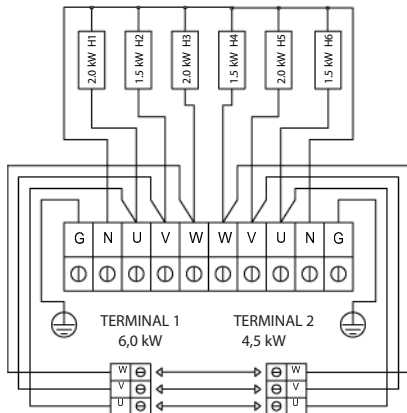 2.0 kW H1
1.5 kW H2
2.0 kW H3
1.5 kW H4
2.0 kW H5
1.5 kW H6
G N U V W W V U N G
TERMINAL 1 TERMINAL 2
6,0 kW 4,5 kW
W W
V V
U U